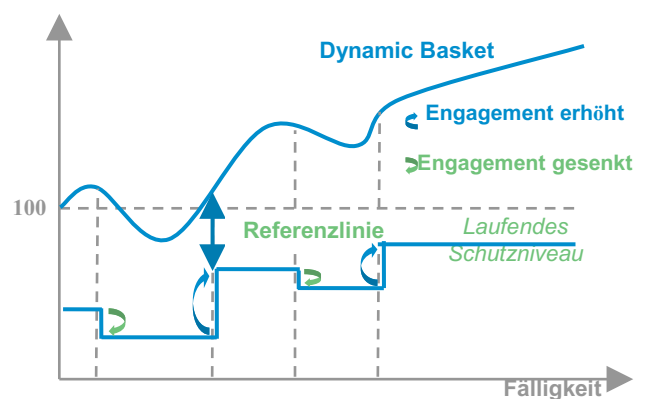 Dynamic Basket
Engagement erhöht
Engagement gesenkt
100
Referenzlinie
Laufendes
Schutzniveau
Fälligkeit